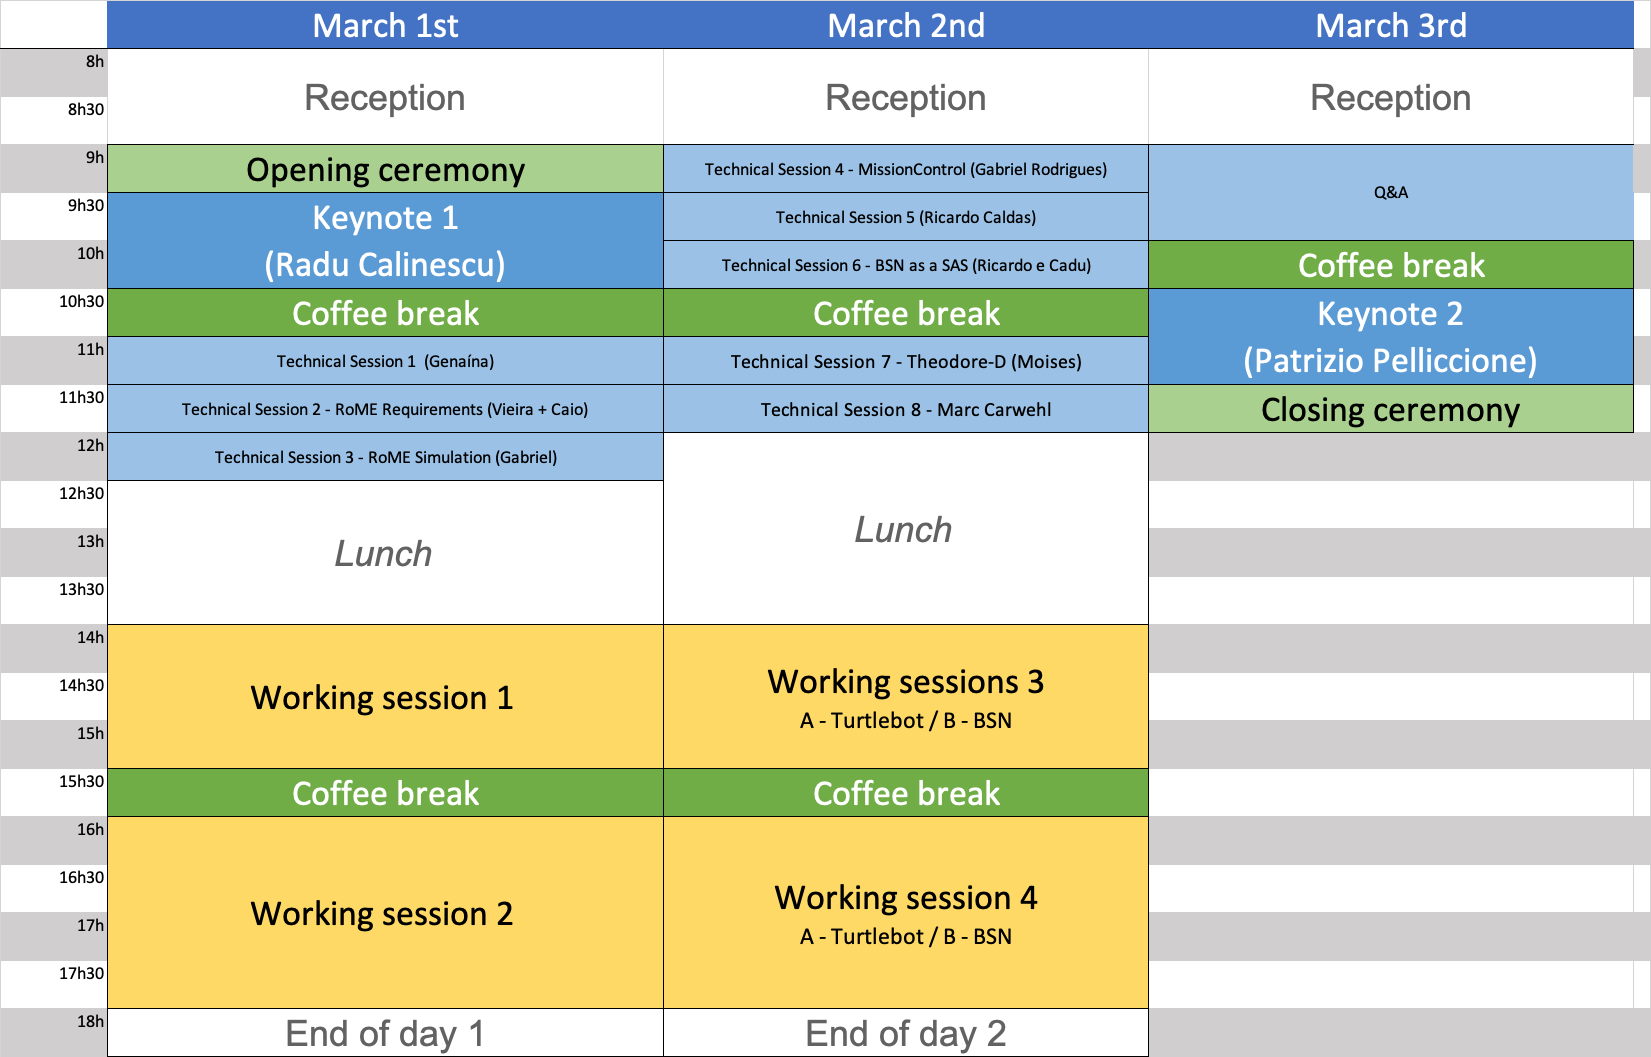 March 1st March 2nd March 3rd
8h
Reception Reception Reception
8h30
9h
Opening ceremony Technical Session 4 - MissionControl (Gabriel Rodrigues)
Q&A
9h30
Keynote 1 Technical Session 5 (Ricardo Caldas)
10h
(Radu Calinescu) Technical Session 6 - BSN as a SAS (Ricardo e Cadu) Coffee break
10h30
Coffee break Coffee break Keynote 2
11h
Technical Session 1 (Genaína) Technical Session 7 - Theodore-D (Moises) (Patrizio Pelliccione)
11h30
Technical Session 2 - RoME Requirements (Vieira + Caio) Technical Session 8 - Marc Carwehl Closing ceremony
12h
Technical Session 3 - RoME Simulation (Gabriel)
12h30
Lunch
13h
Lunch
13h30
14h
14h30
Working session 1 Working sessions 3
A - Turtlebot / B - BSN
15h
15h30
Coffee break Coffee break
16h
16h30
Working session 2 Working session 4
17h
A - Turtlebot / B - BSN
17h30
18h
End of day 1 End of day 2